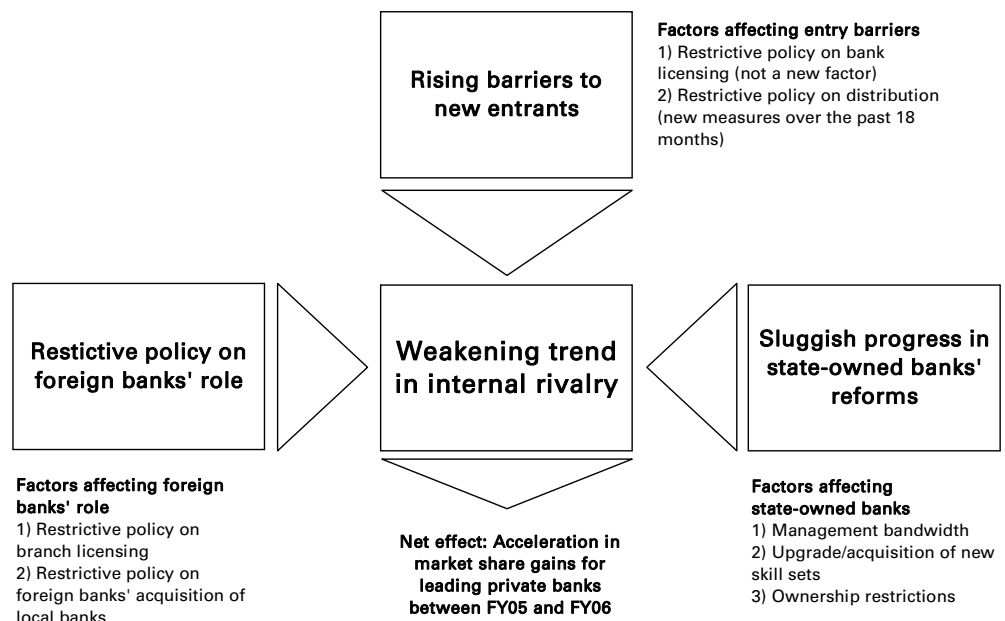 Rising barriers to
new entrants
Factors affecting entry barriers
1) Restrictive policy on bank
licensing (not a new factor)
2) Restrictive policy on distribution
(new measures over the past 18
months)
Restictive policy on
foreign banks' role
Weakening trend
in internal rivalry
Sluggish progress in
state-owned banks'
reforms
Factors affecting foreign
banks' role
1) Restrictive policy on
branch licensing
2) Restrictive policy on
foreign banks' acquisition of
local banks
Net effect: Acceleration in
market share gains for
leading private banks
between FY05 and FY06
Factors affecting
state-owned banks
1) Management bandwidth
2) Upgrade/acquisition of new
skill sets
3) Ownership restrictions